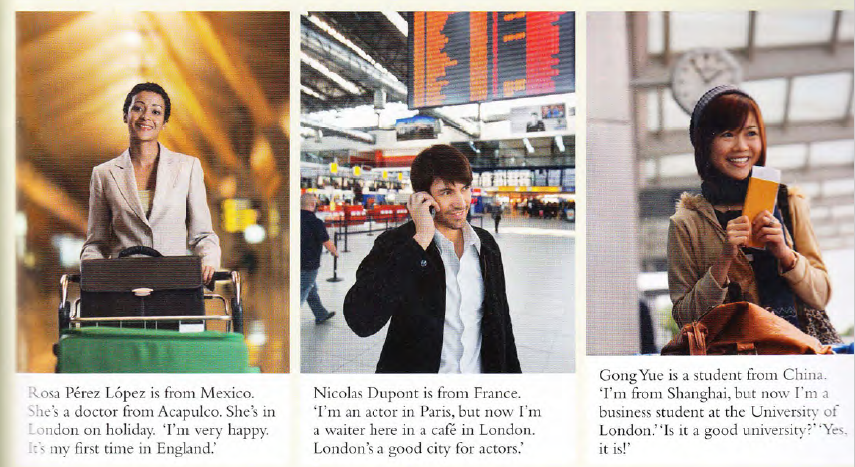 Rosa Pérez López is from Mexico.
She's a doctor from Acapulco. She's in
London on holiday. 'I'm very happy.
It's my first time in England.'
Nicolas Dupont is from France.
'I'm an actor in Paris, but now I'm
a waiter here in a café in London.
London's a good city for actors.'
Gong Yue is a student from China.
'I'm from Shanghai, but now I'm a
business student at the University of
London.' 'Is it a good university?' 'Yes,
it is!'